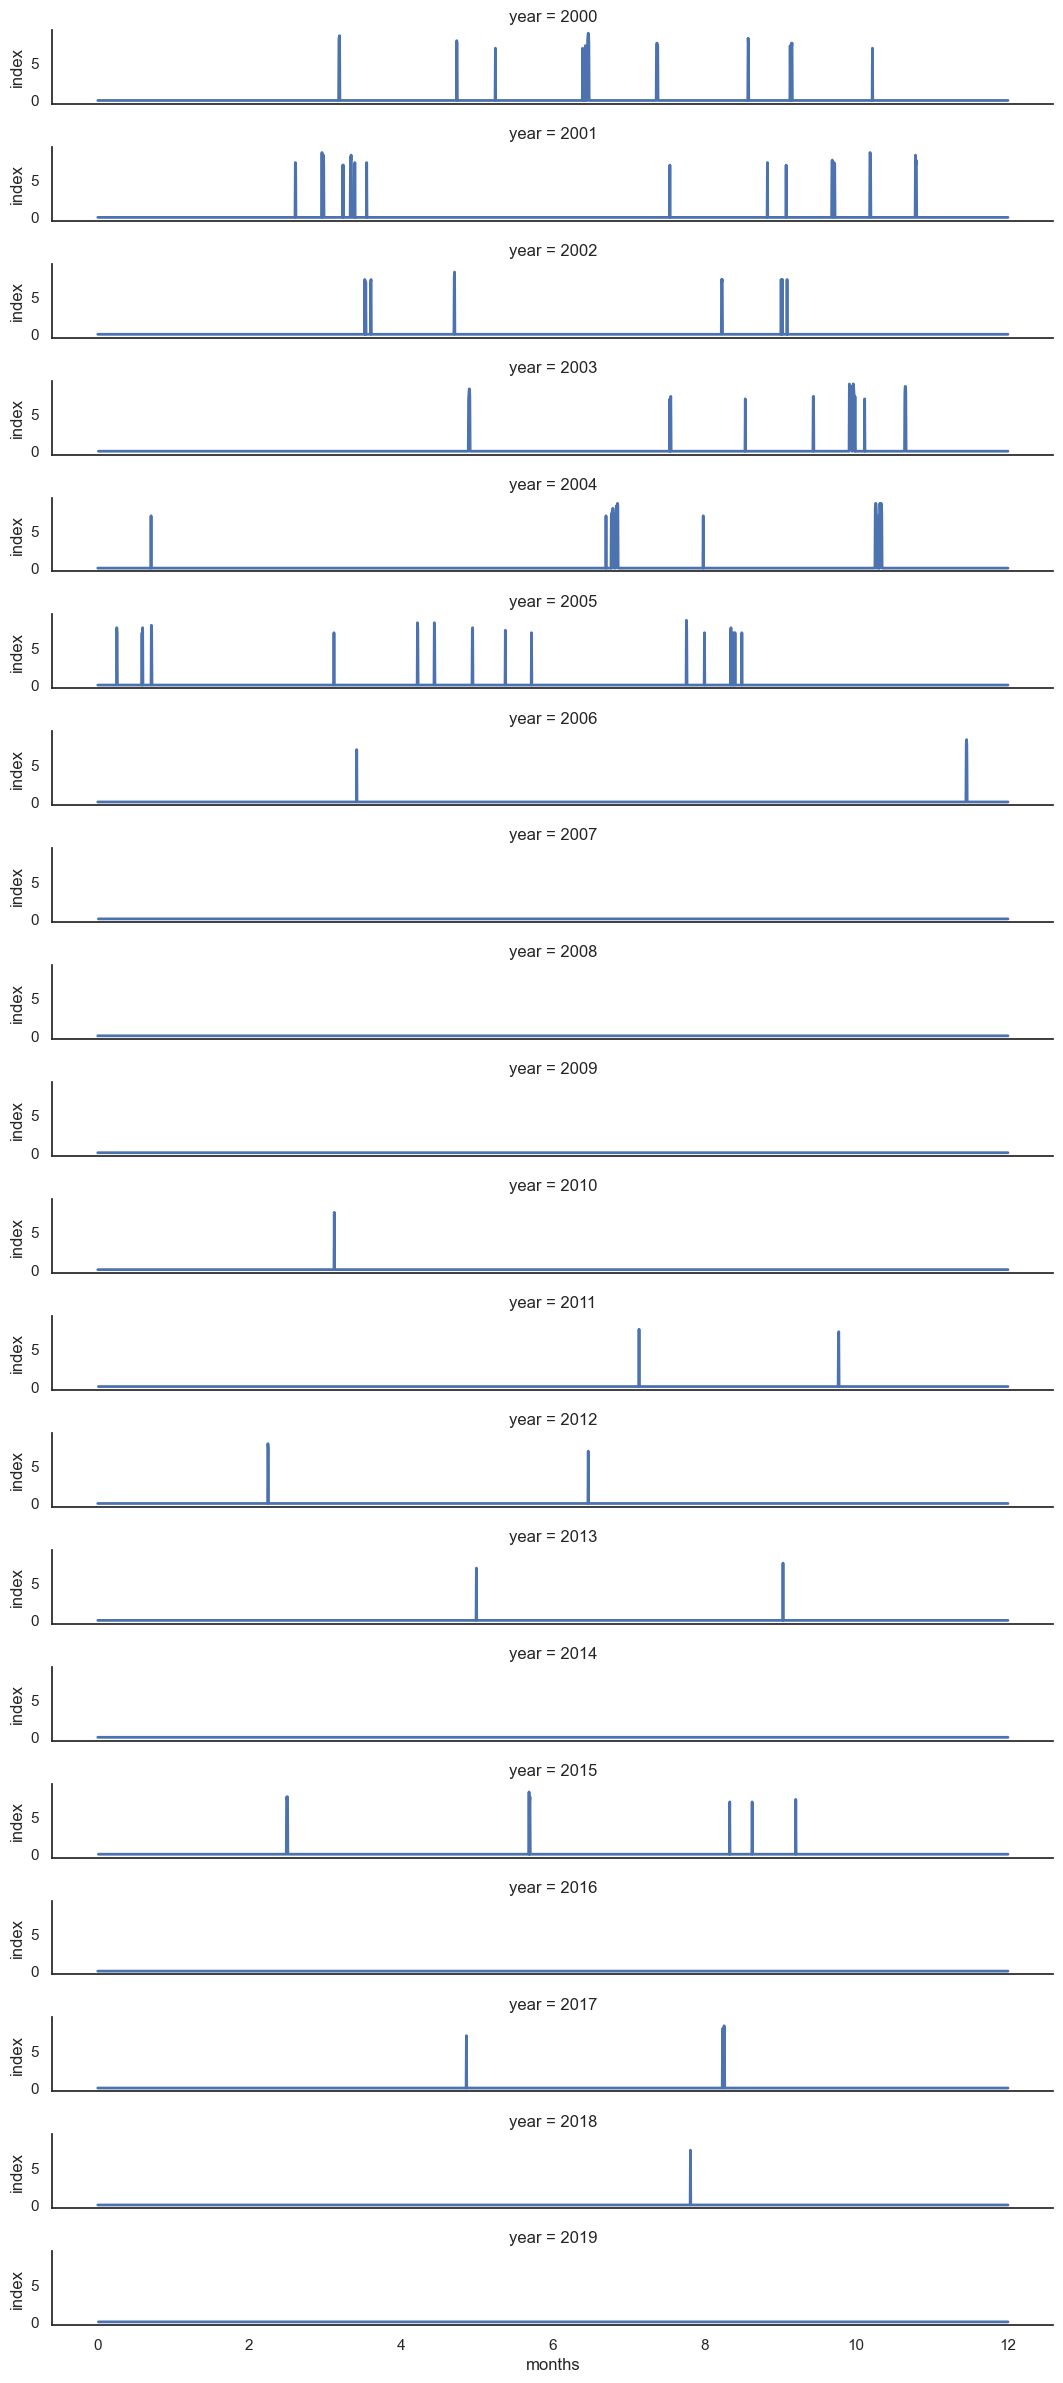 year = 2000
index
5
0
year = 2001
index
5
0
year = 2002
index
5
0
year = 2003
index
5
0
year = 2004
index
5
0
year = 2005
index
5
0
year = 2006
index
5
0
year = 2007
index
5
0
year = 2008
index
5
0
year = 2009
index
5
0
year = 2010
index
5
0
year = 2011
index
5
0
year = 2012
index
5
0
year = 2013
index
5
0
year = 2014
index
5
0
year = 2015
index
5
0
year = 2016
index
5
0
year = 2017
index
5
0
year = 2018
index
5
0
year = 2019
index
5
0
0 2 4 6 8 10 12
months